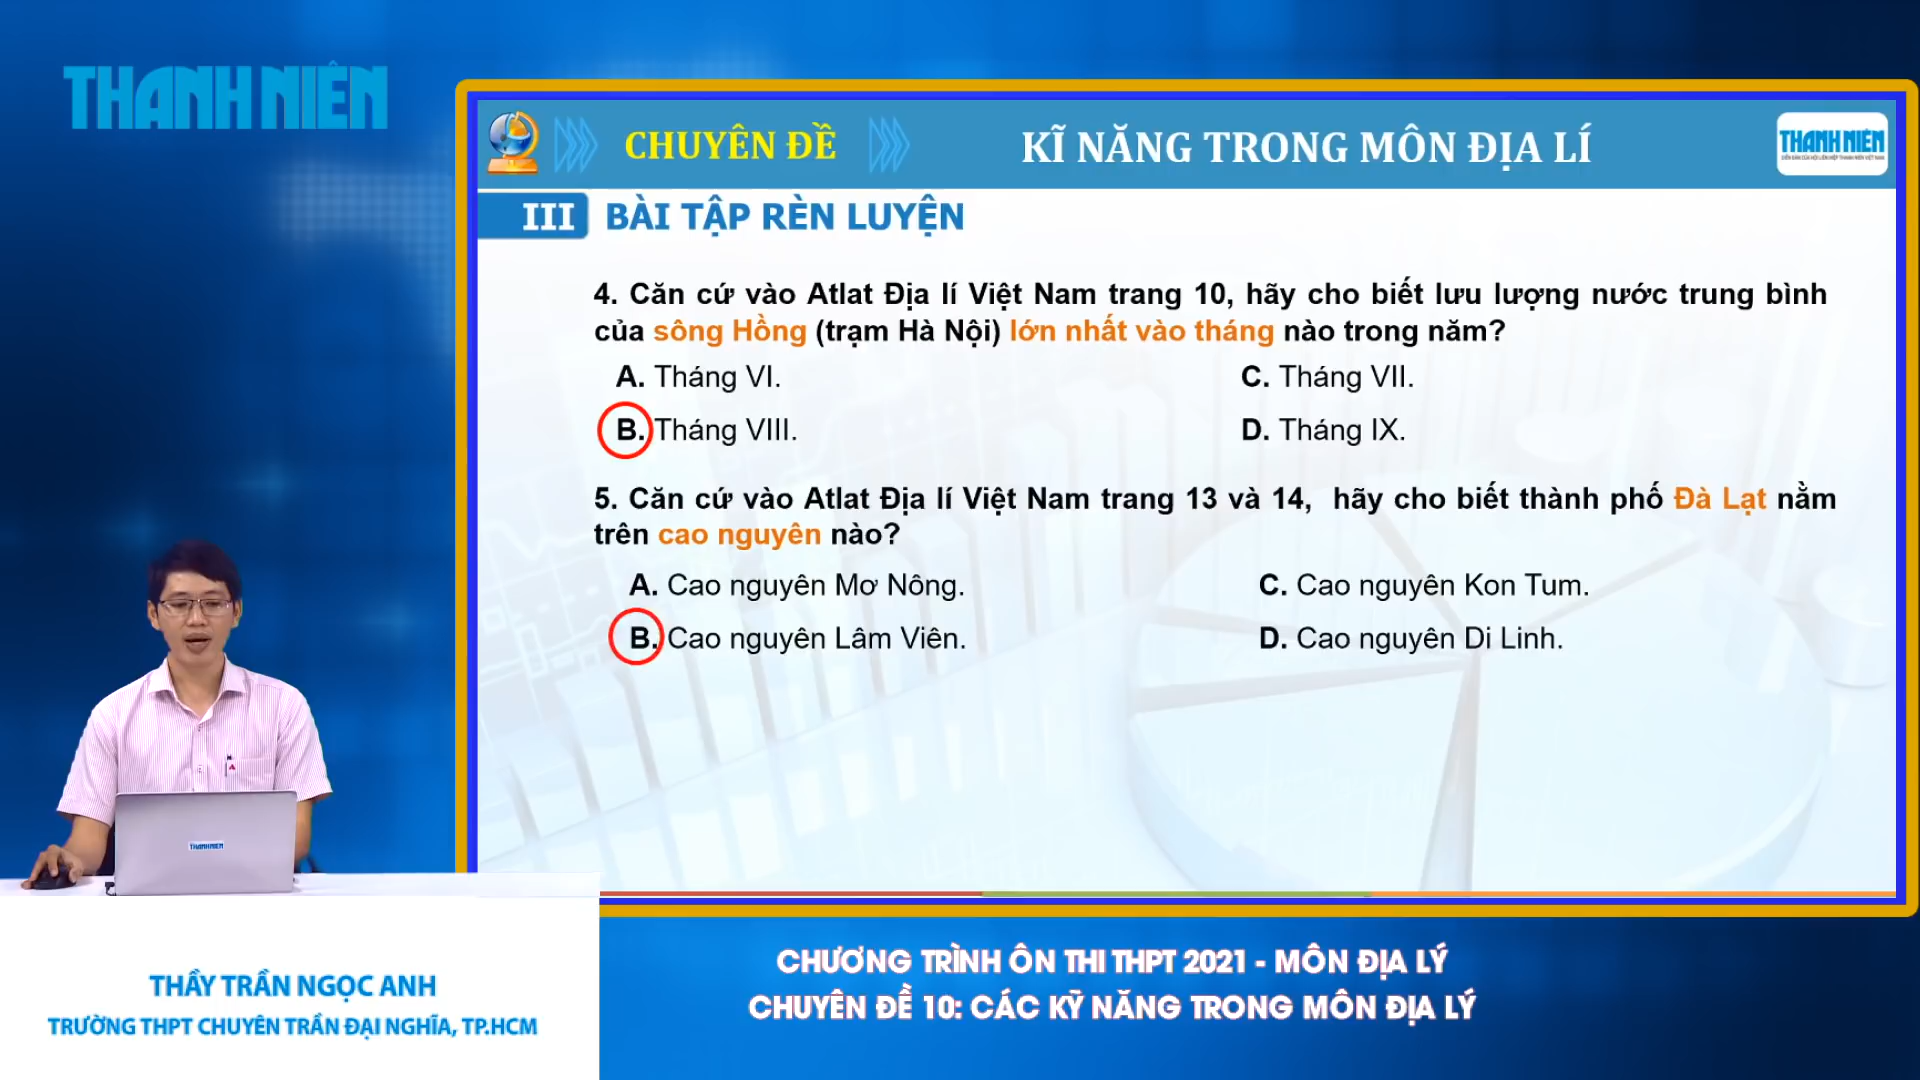 THANH NIÊN
CHUYÊN ĐỀ
KĨ NĂNG TRONG MÔN ĐỊA LÍ
THANH NIÊN
III BÀI TẬP RÈN LUYỆN
4. Căn cứ vào Atlat Địa lí Việt Nam trang 10, hãy cho biết lưu lượng nước trung bình
của sông Hồng (trạm Hà Nội) lớn nhất vào tháng nào trong năm?
A. Tháng VI.
C. Tháng VII.
B. Tháng VIII.
D. Tháng IX.
5. Căn cứ vào Atlat Địa lí Việt Nam trang 13 và 14, hãy cho biết thành phố Đà Lạt nằm
trên cao nguyên nào?
A. Cao nguyên Mơ Nông.
C. Cao nguyên Kon Tum.
B. Cao nguyên Lâm Viên.
D. Cao nguyên Di Linh.
THANH NIÊN
THẦY TRẦN NGỌC ANH
TRƯỜNG THPT CHUYÊN TRẦN ĐẠI NGHĨA, TP.HCM
CHƯƠNG TRÌNH ÔN THI THPT 2021 - MÔN ĐỊA LÝ
CHUYÊN ĐỀ 10: CÁC KỸ NĂNG TRONG MÔN ĐỊA LÝ